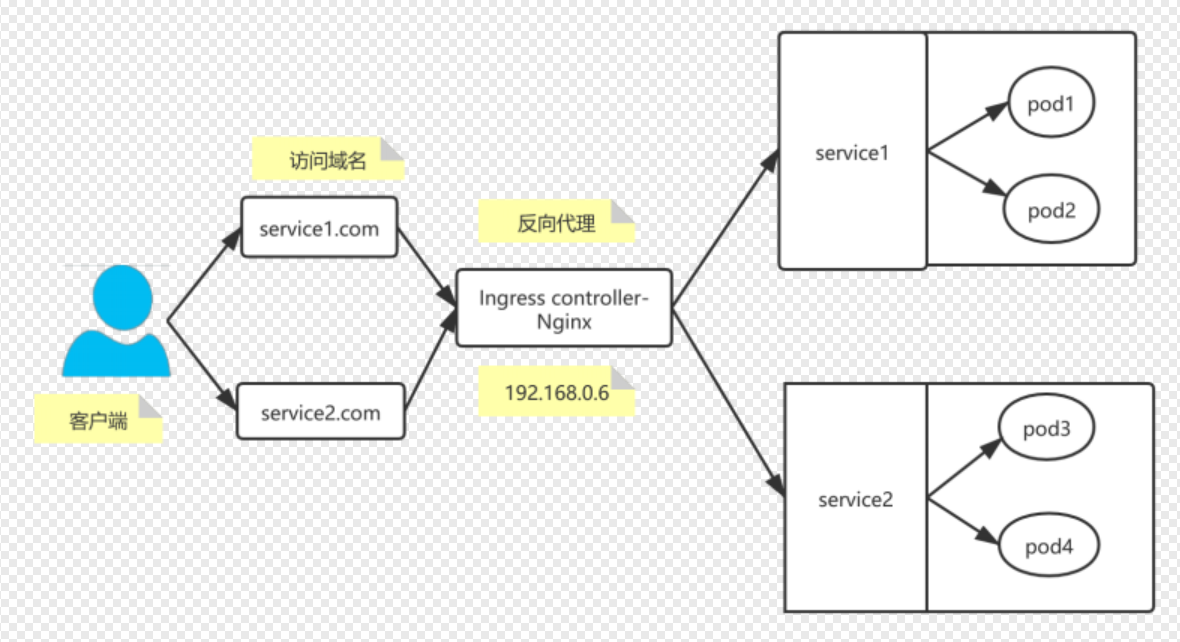 访问域名
service1.com
客户端
service2.com
反向代理
Ingress controller-
Nginx
192.168.0.6
service1
pod1
pod2
service2
pod3
pod4